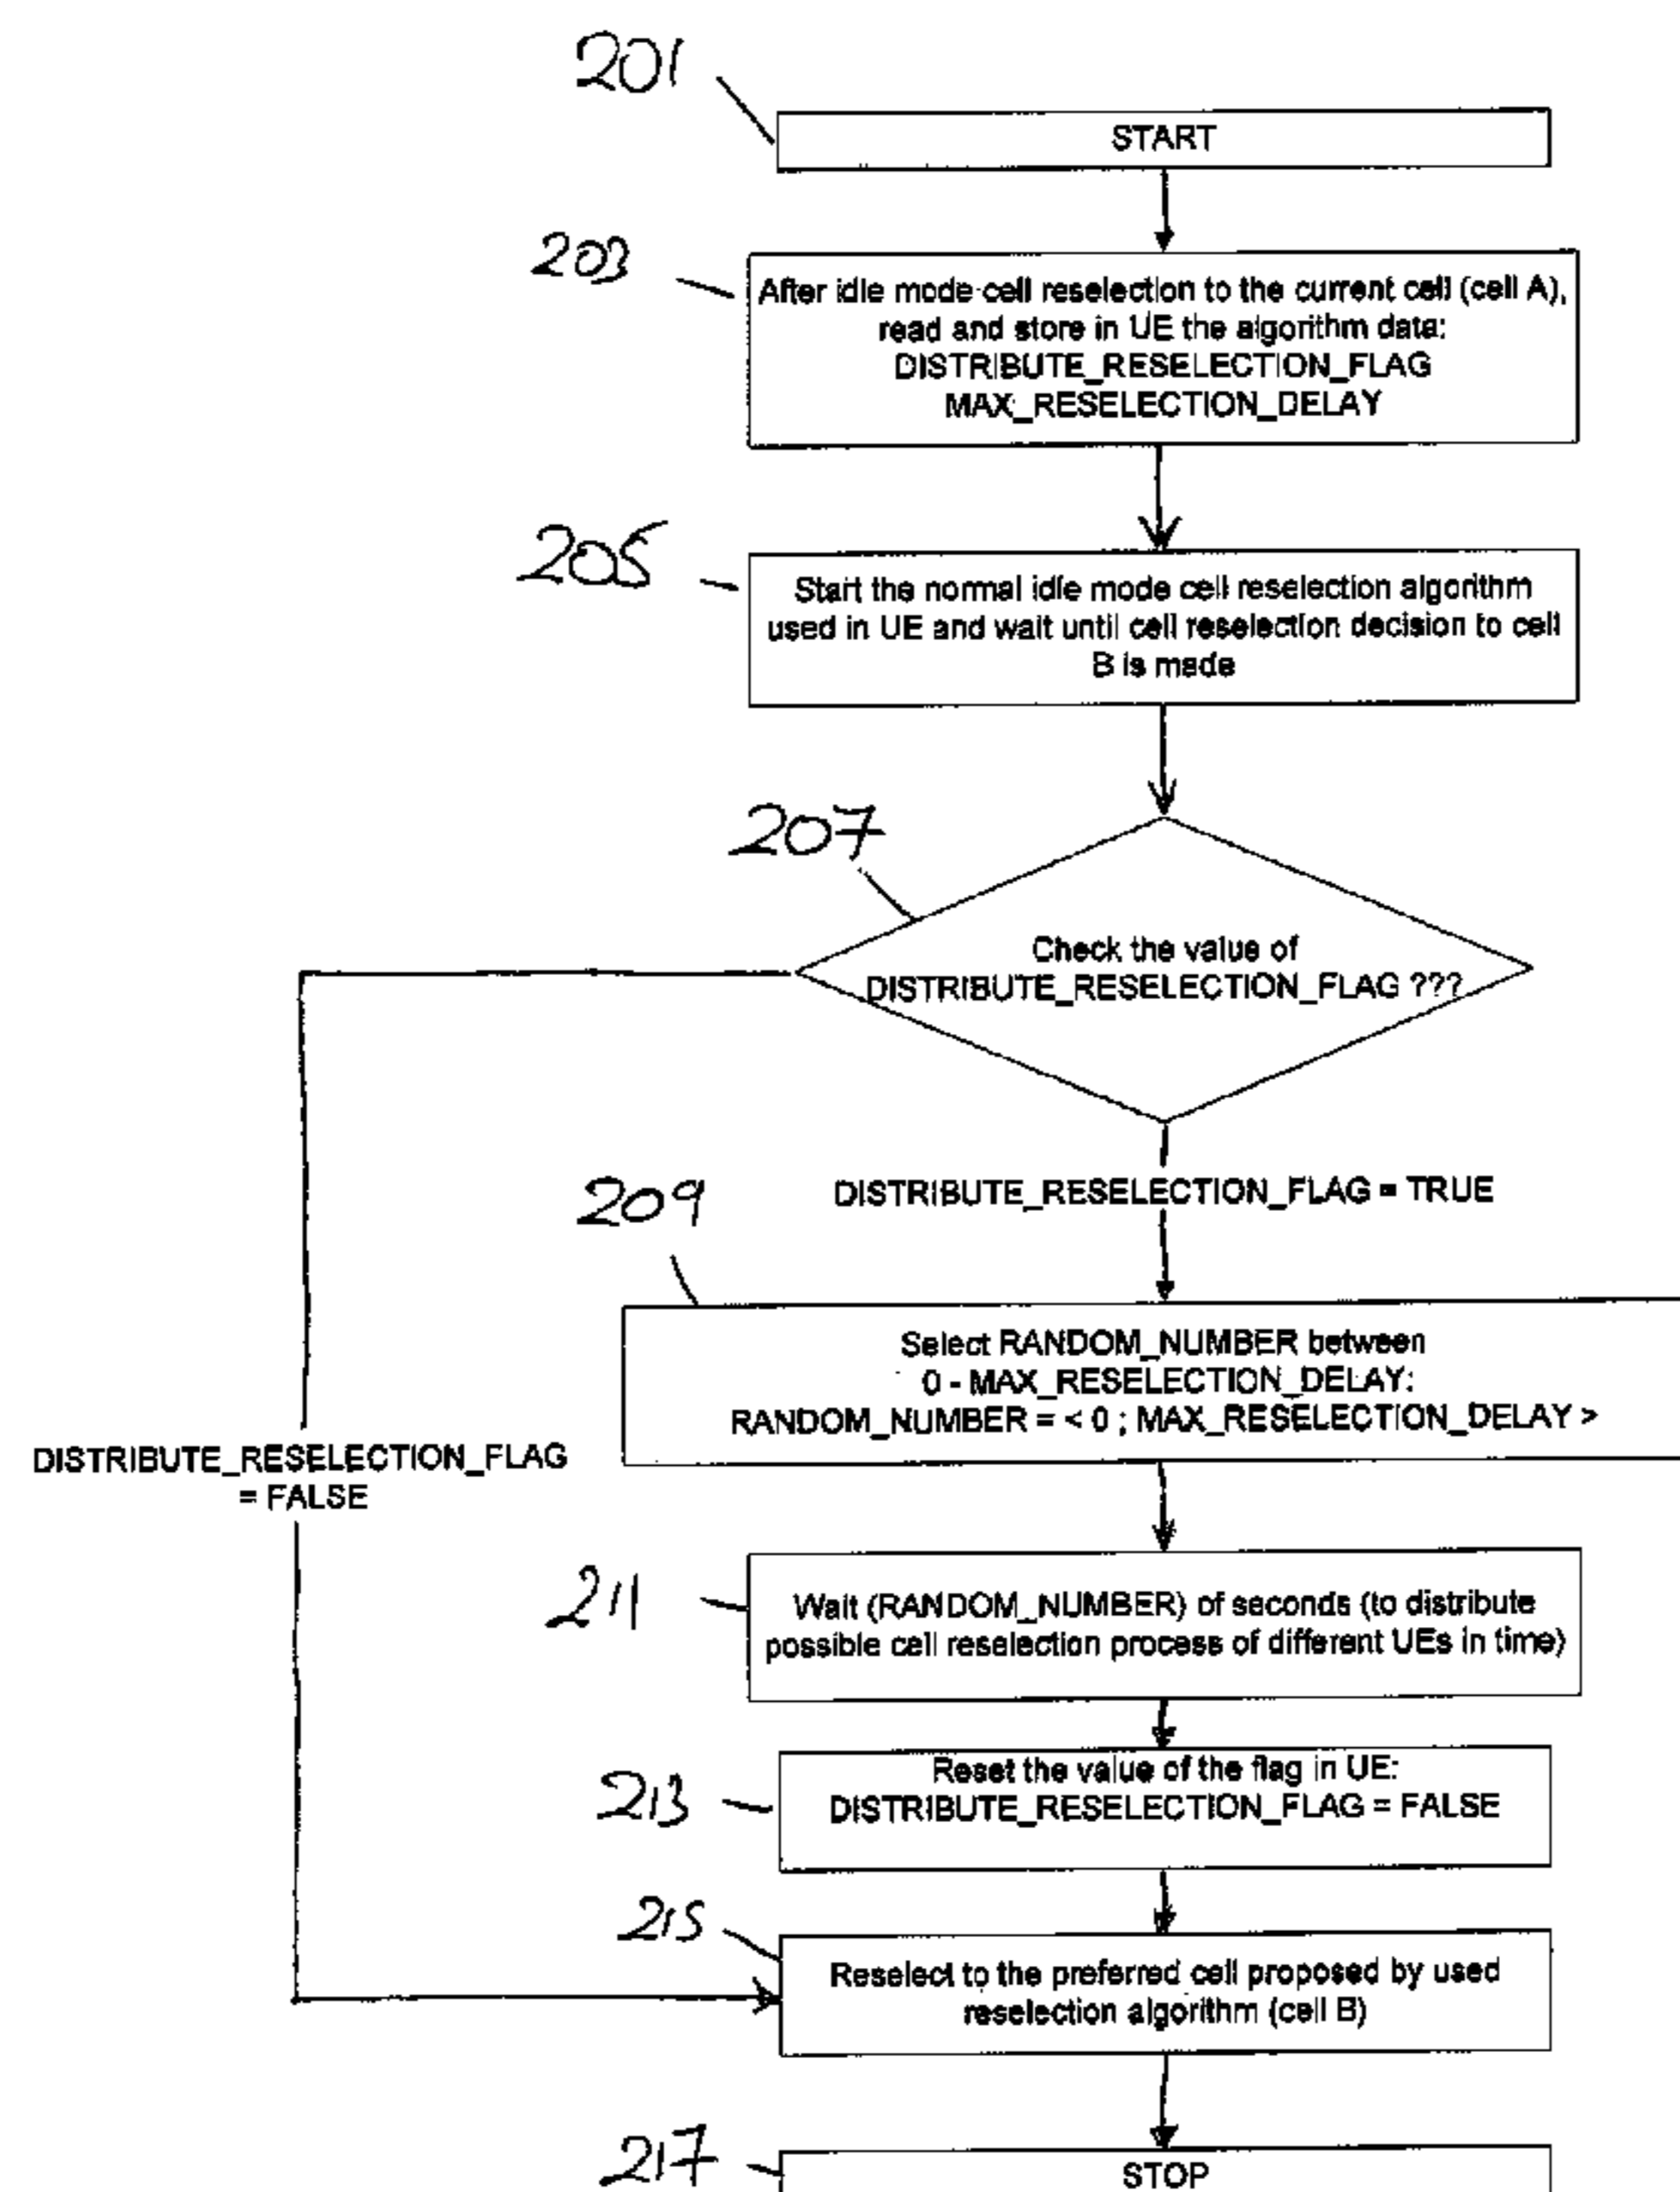 201
START
203
After idle mode cell reselection to the current cell (cell A),
read and store in UE the algorithm data:
DISTRIBUTE_RESELECTION_FLAG
MAX_RESELECTION_DELAY
205
Start the normal idle mode cell reselection algorithm
used in UE and wait until cell reselection decision to cell
B is made
207
Check the value of
DISTRIBUTE_RESELECTION_FLAG ???
DISTRIBUTE_RESELECTION_FLAG = TRUE
209
Select RANDOM_NUMBER between
0 - MAX_RESELECTION_DELAY:
RANDOM_NUMBER = < 0 ; MAX_RESELECTION_DELAY >
DISTRIBUTE_RESELECTION_FLAG
= FALSE
211
Wait (RANDOM_NUMBER) of seconds (to distribute
possible cell reselection process of different UEs in time)
213
Reset the value of the flag in UE:
DISTRIBUTE_RESELECTION_FLAG = FALSE
215
Reselect to the preferred cell proposed by used
reselection algorithm (cell B)
217
STOP